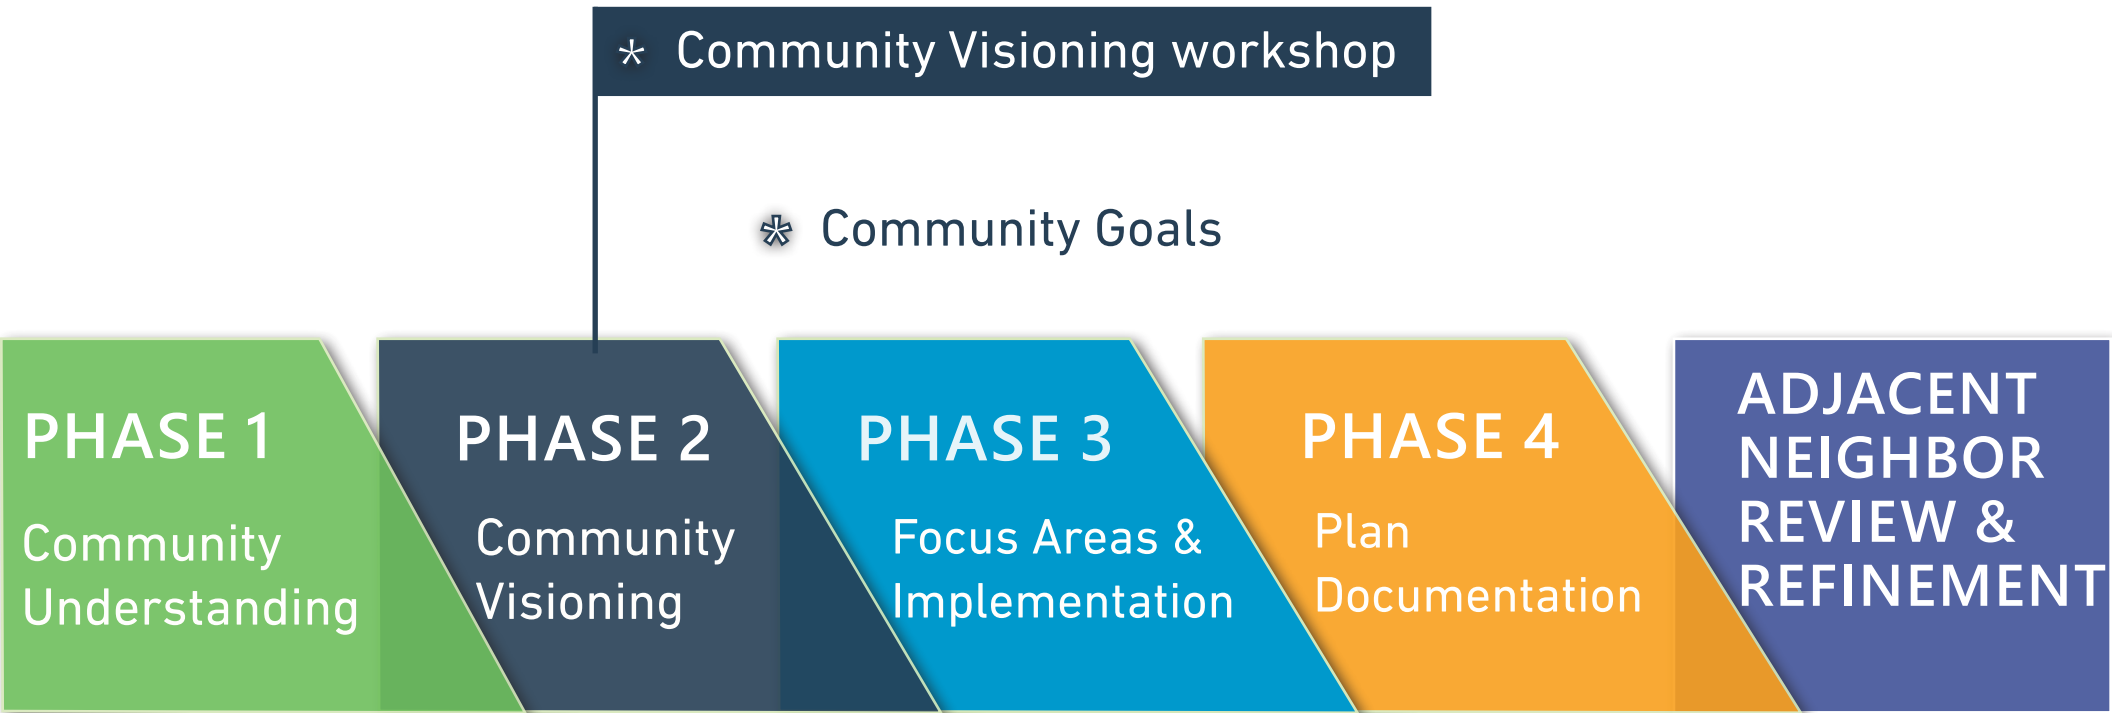 * Community Visioning workshop
* Community Goals
PHASE 1
Community
Understanding
PHASE 2
Community
Visioning
PHASE 3
Focus Areas &
Implementation
PHASE 4
Plan
Documentation
ADJACENT
NEIGHBOR
REVIEW &
REFINEMENT